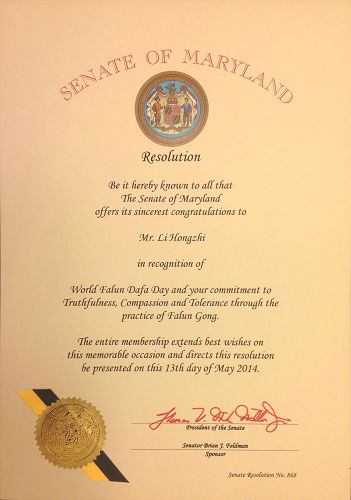 SENATE OF MARYLAND
Resolution
Be it hereby known to all that
The Senate of Maryland
offers its sincerest congratulations to
Mr. Li Hongzhi
in recognition of
World Falun Dafa Day and your commitment to
Truthfulness, Compassion and Tolerance through the
practice of Falun Gong.
The entire membership extends best wishes on
this memorable occasion and directs this resolution
be presented on this 13th day of May 2014.
President of the Senate
Senator Brian J. Feldman
Sponsor
Senate Resolution No. 868